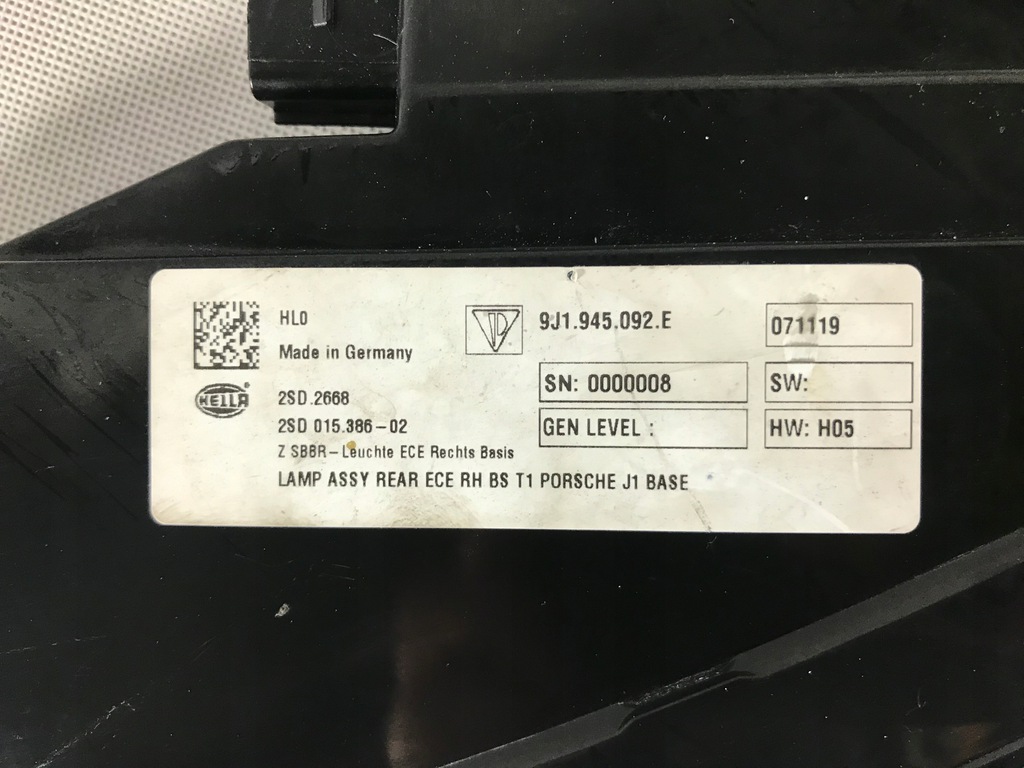 HL0
Made in Germany
HELLA
2SD.2668
2SD 015.386-02
Z SBBR-Leuchte ECE Rechts Basis
LAMP ASSY REAR ECE RH BS T1 PORSCHE J1 BASE
9J1.945.092.E
071119
SN: 0000008
SW:
GEN LEVEL :
HW: H05